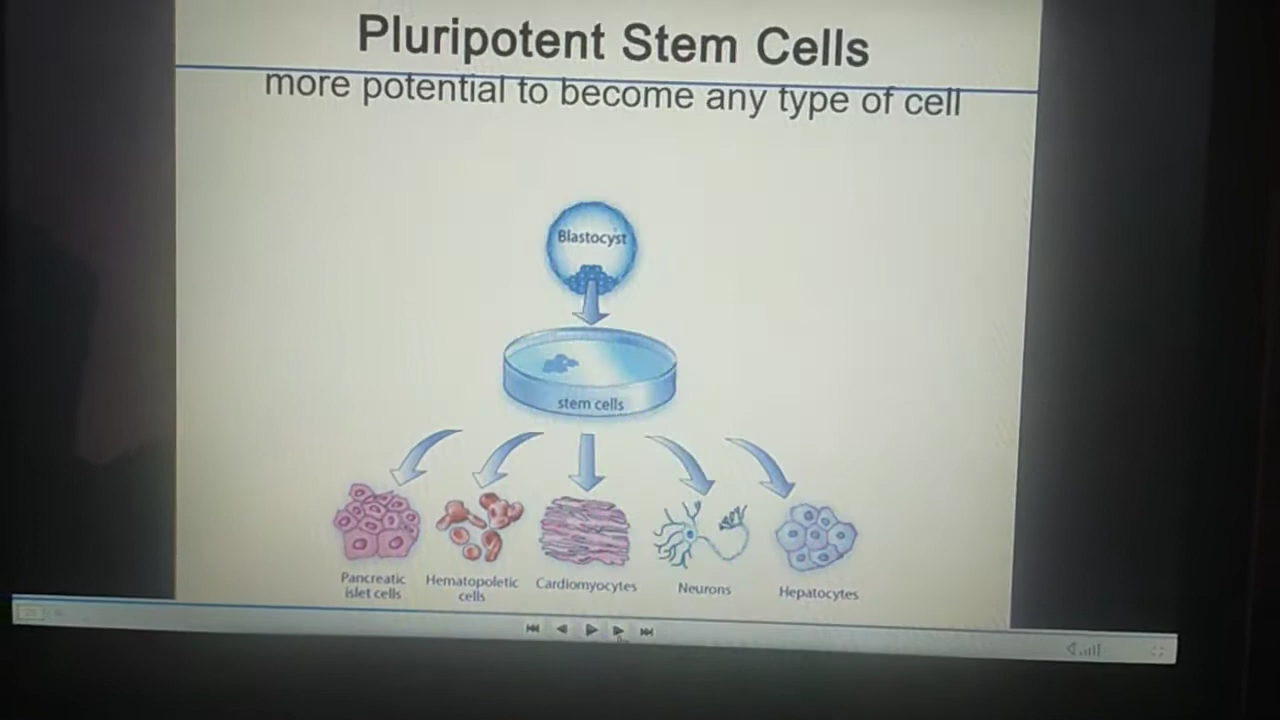 Pluripotent Stem Cells
more potential to become any type of cell
Blastocyst
stem cells
Pancreatic
islet cells
Hematopoletic
cells
Cardiomyocytes
Neurons
Hepatocytes